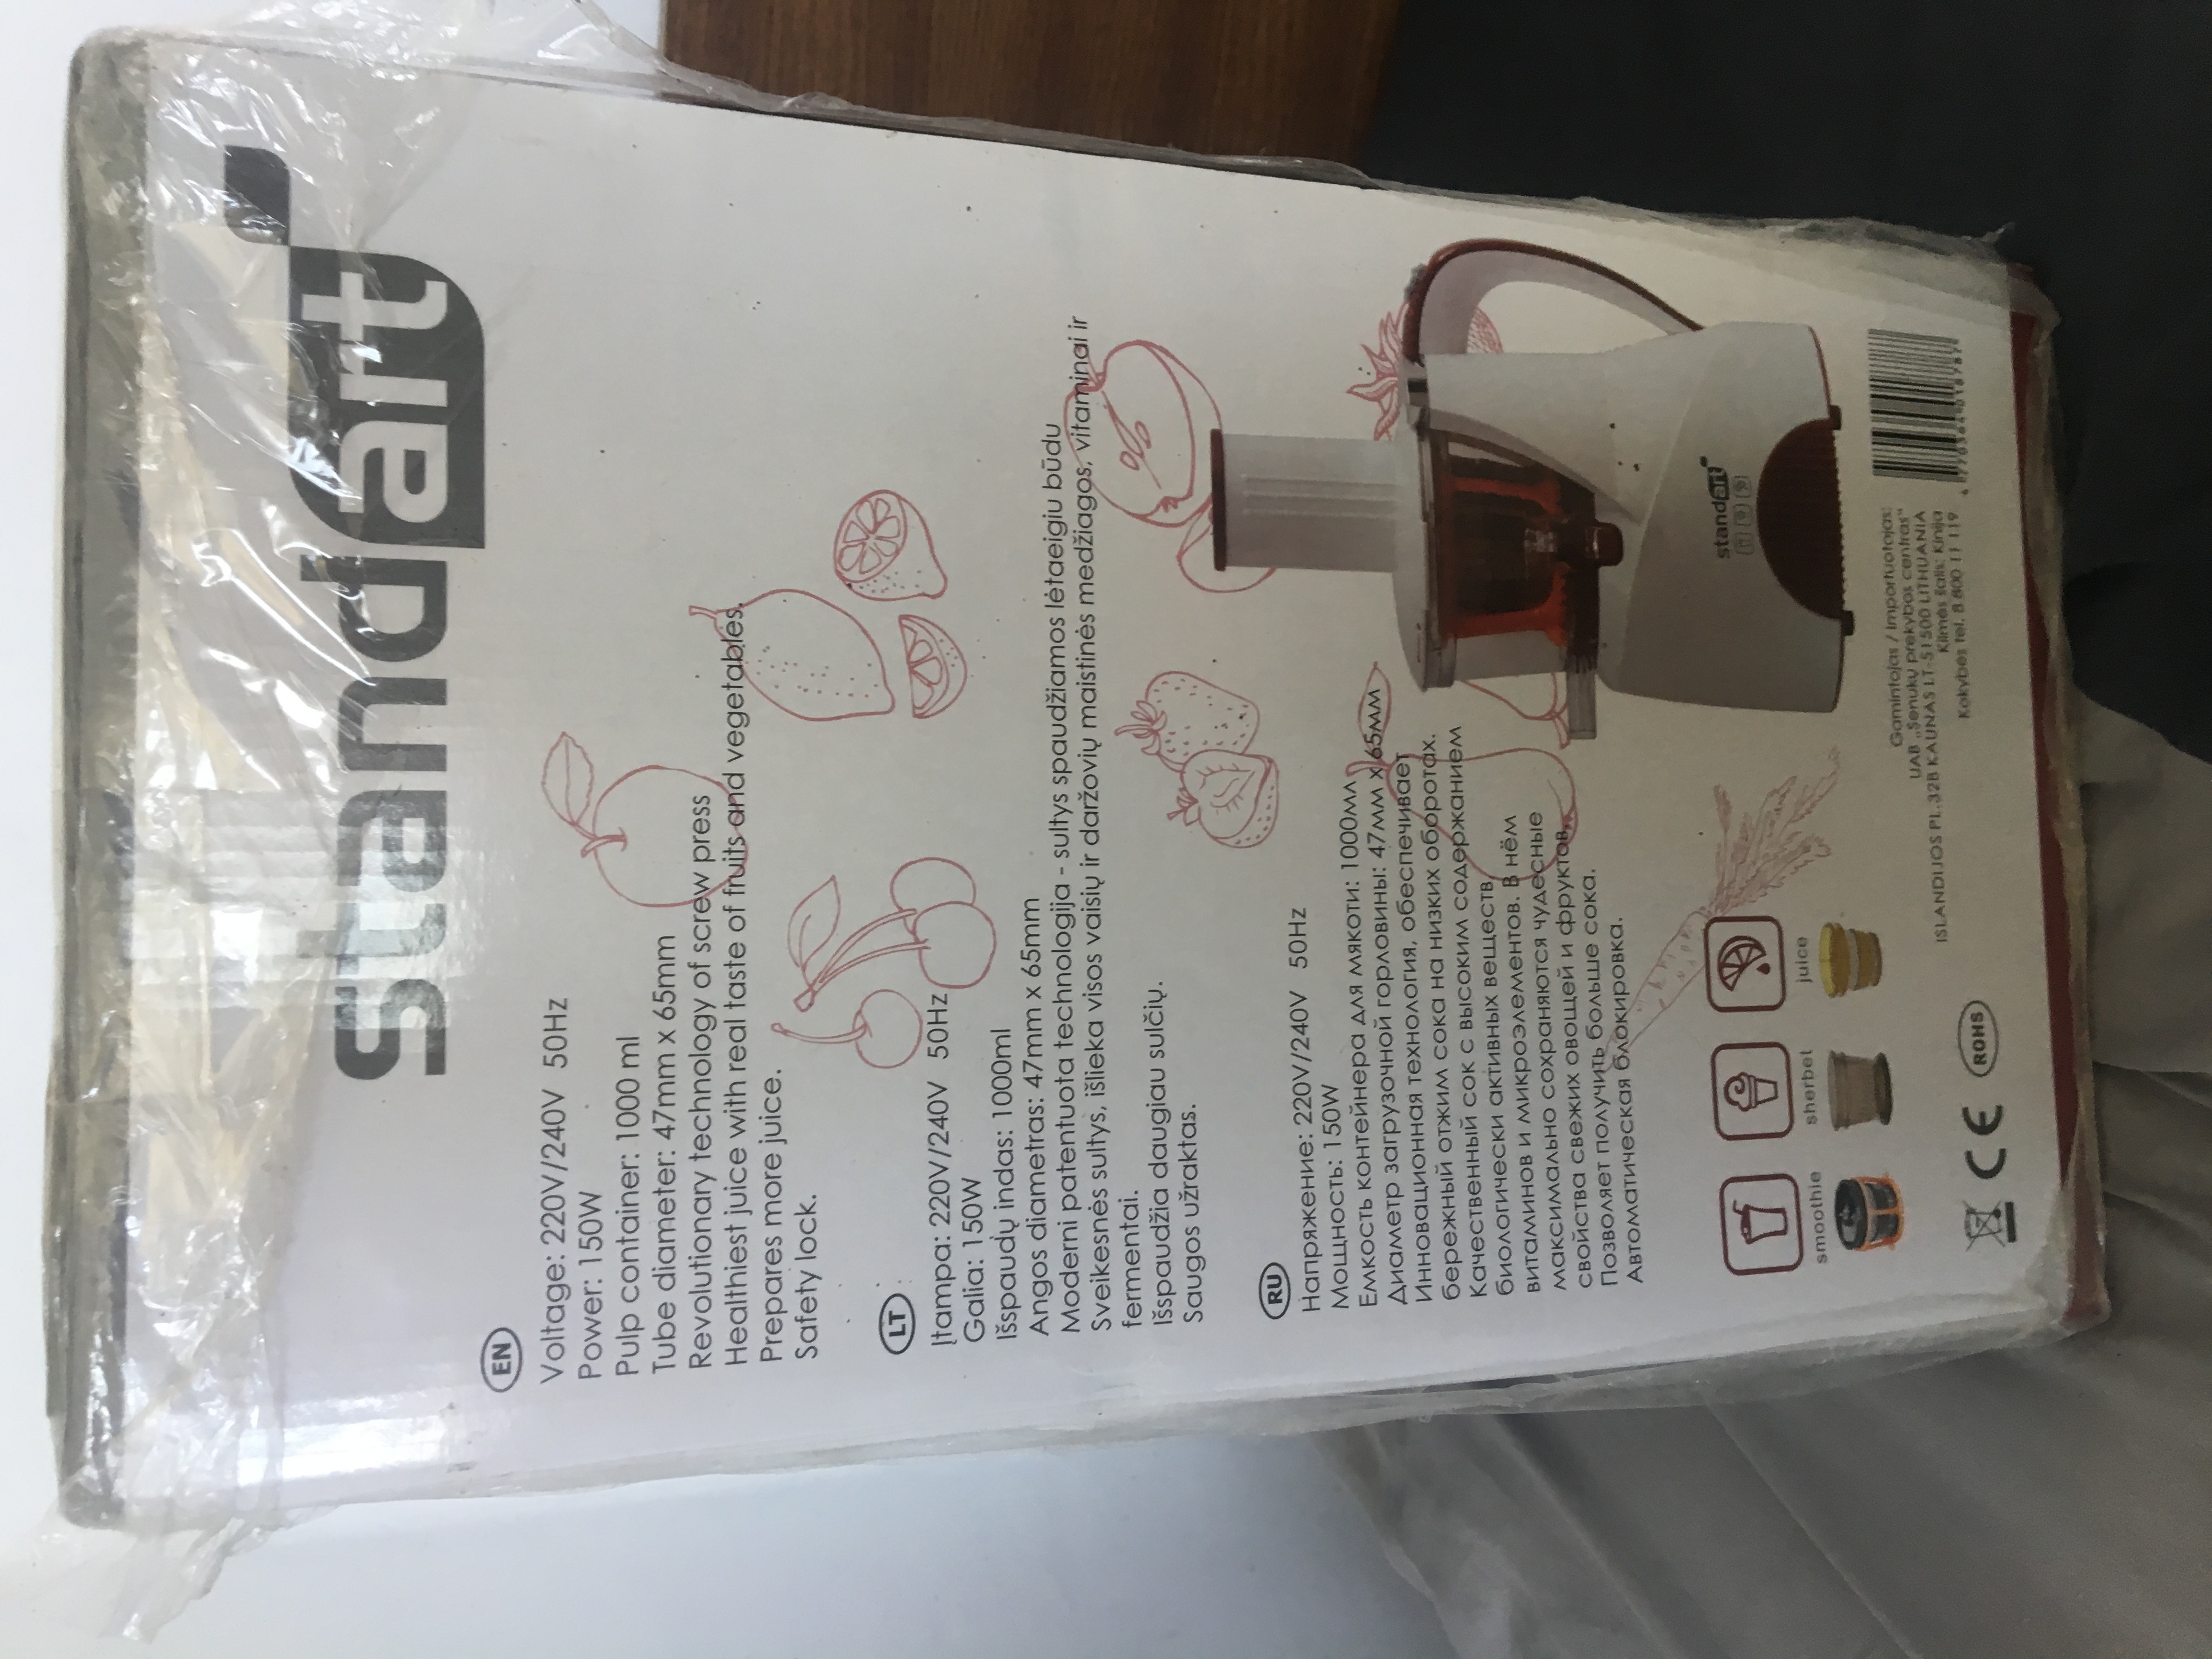 standart
EN
Voltage: 220V/240V 50Hz
Power: 150W
Pulp container: 1000 ml
Tube diameter: 47mm x 65mm
Revolutionary technology of screw press
Healthiest juice with real taste of fruits and vegetables.
Prepares more juice.
Safety lock.
LT
Įtampa: 220V/240V 50Hz
Galia: 150W
Išspaudų indas: 1000ml
Angos diametras: 47mm x 65mm
Moderni patentuota technologija - sultys spaudžiamos lėtaeigiu būdu
Sveikesnės sultys, išlieka visos vaisių ir daržovių maistinės medžiagos, vitaminai ir
fermentai.
Išspaudžia daugiau sulčių.
Saugos užraktas.
RU
Напряжение: 220V/240V 50Hz
Мощность: 150W
Емкость контейнера для мякоти: 1000мл
Диаметр загрузочной горловины: 47мм x 65мм
Инновационная технология, обеспечивает
бережный отжим сока на низких оборотах.
Качественный сок с высоким содержанием
биологически активных веществ
витаминов и микроэлементов. В нём
максимально сохраняются чудесные
свойства свежих овощей и фруктов.
Позволяет получить больше сока.
Автоматическая блокировка.
standart
smoothie
sherbet
juice
CE
ROHS
Gamintojas / Importuotojas:
UAB „Senukų prekybos centras"
ISLANDIJOS PL.32B KAUNAS LT-51500 LITHUANIA
Kilmės šalis: Kinija
Kokybės tel. 8 800 11 119